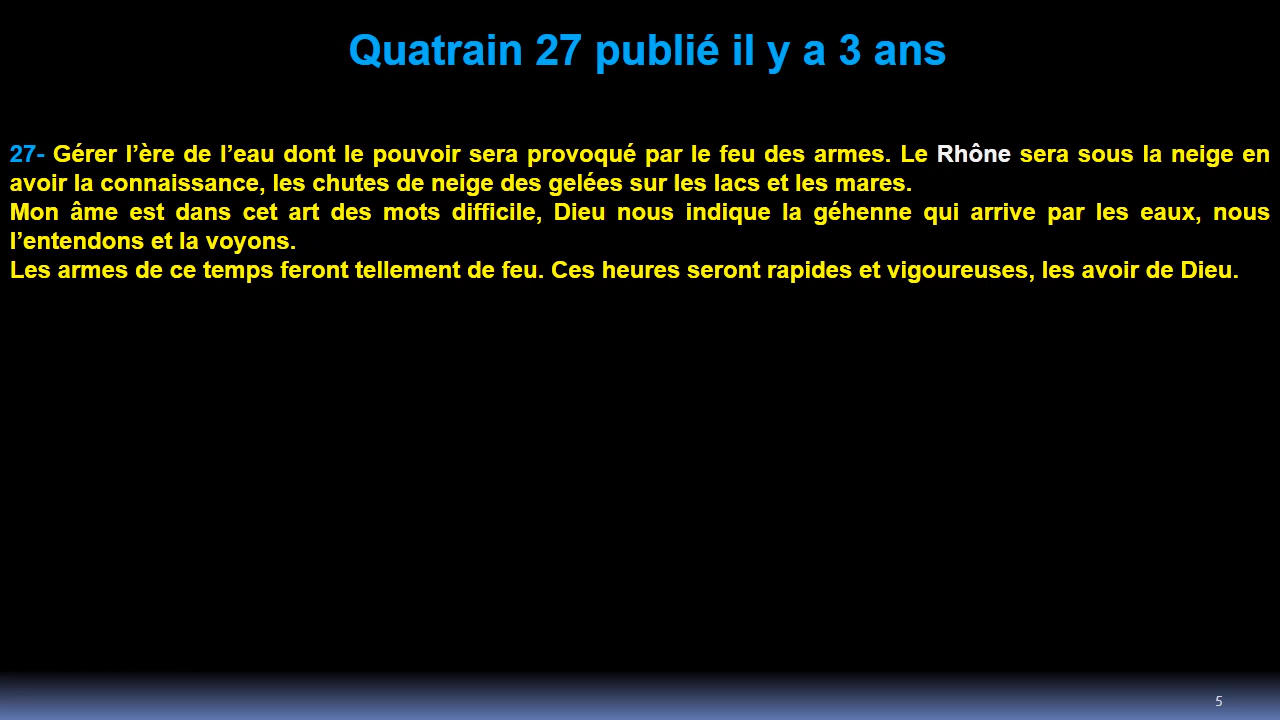 Quatrain 27 publié il y a 3 ans
27- Gérer l’ère de l’eau dont le pouvoir sera provoqué par le feu des armes. Le Rhône sera sous la neige en
avoir la connaissance, les chutes de neige des gelées sur les lacs et les mares.
Mon âme est dans cet art des mots difficile, Dieu nous indique la géhenne qui arrive par les eaux, nous
l’entendons et la voyons.
Les armes de ce temps feront tellement de feu. Ces heures seront rapides et vigoureuses, les avoir de Dieu.
5